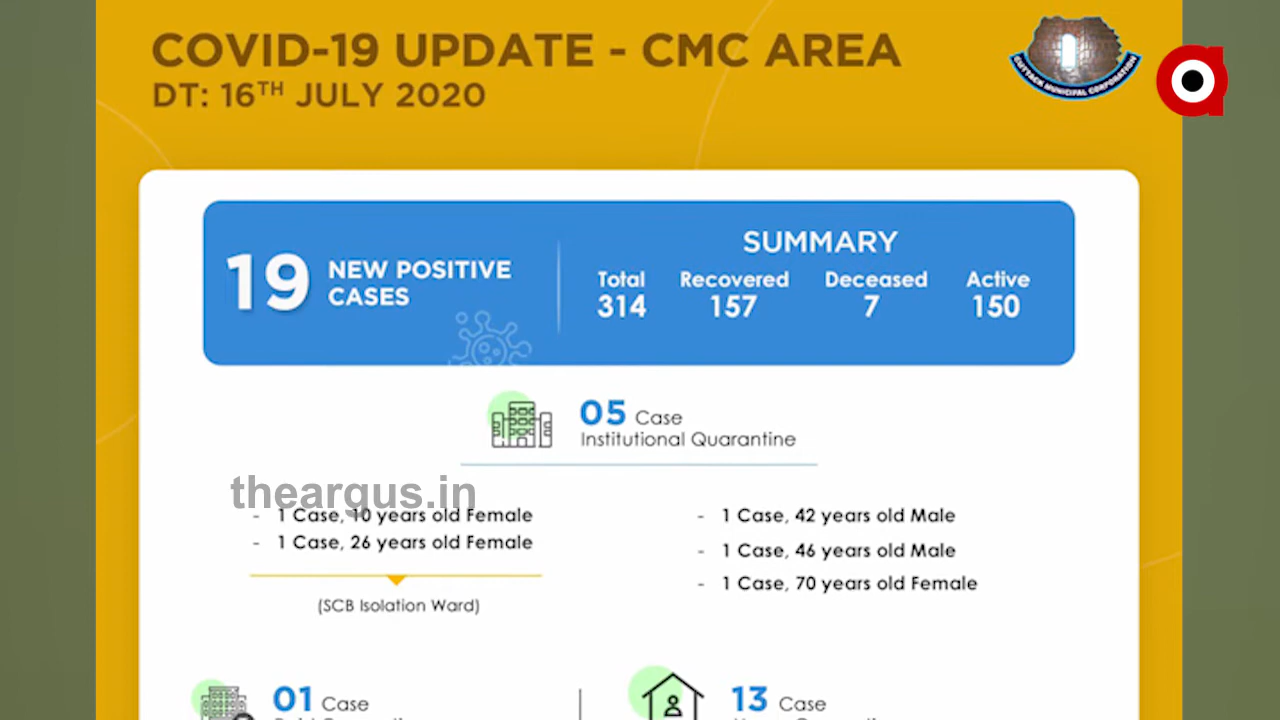 COVID-19 UPDATE - CMC AREA
DT: 16TH JULY 2020
CUTTACK MUNICIPAL CORPORATION
a
19
NEW POSITIVE
CASES
SUMMARY
Total Recovered Deceased Active
314 157 7 150
05 Case
Institutional Quarantine
theargus.in
- 1 Case, 10 years old Female
- 1 Case, 26 years old Female
(SCB Isolation Ward)
- 1 Case, 42 years old Male
- 1 Case, 46 years old Male
- 1 Case, 70 years old Female
01 Case
13 Case